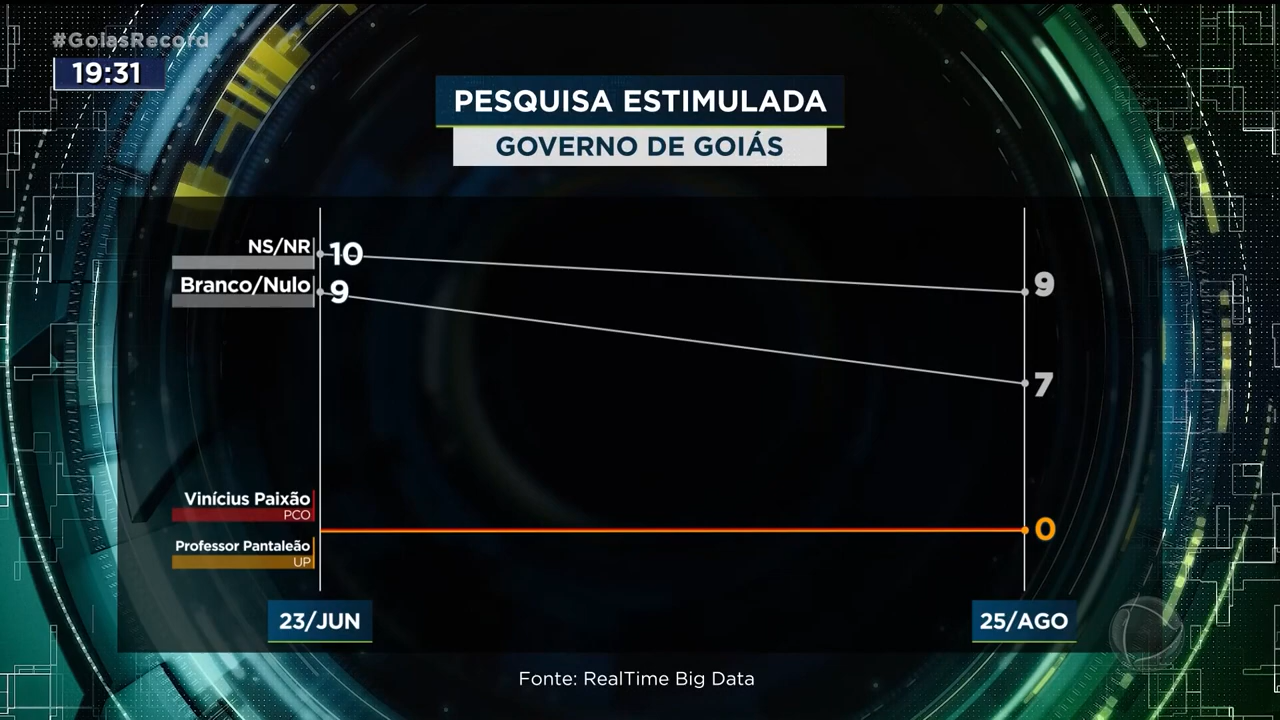 #GoiasRecord
19:31
PESQUISA ESTIMULADA
GOVERNO DE GOIÁS
NS/NR 10
9
Branco/Nulo 9
7
Vinícius Paixão
PCO
0
Professor Pantaleão
UP
23/JUN
25/AGO
Fonte: RealTime Big Data